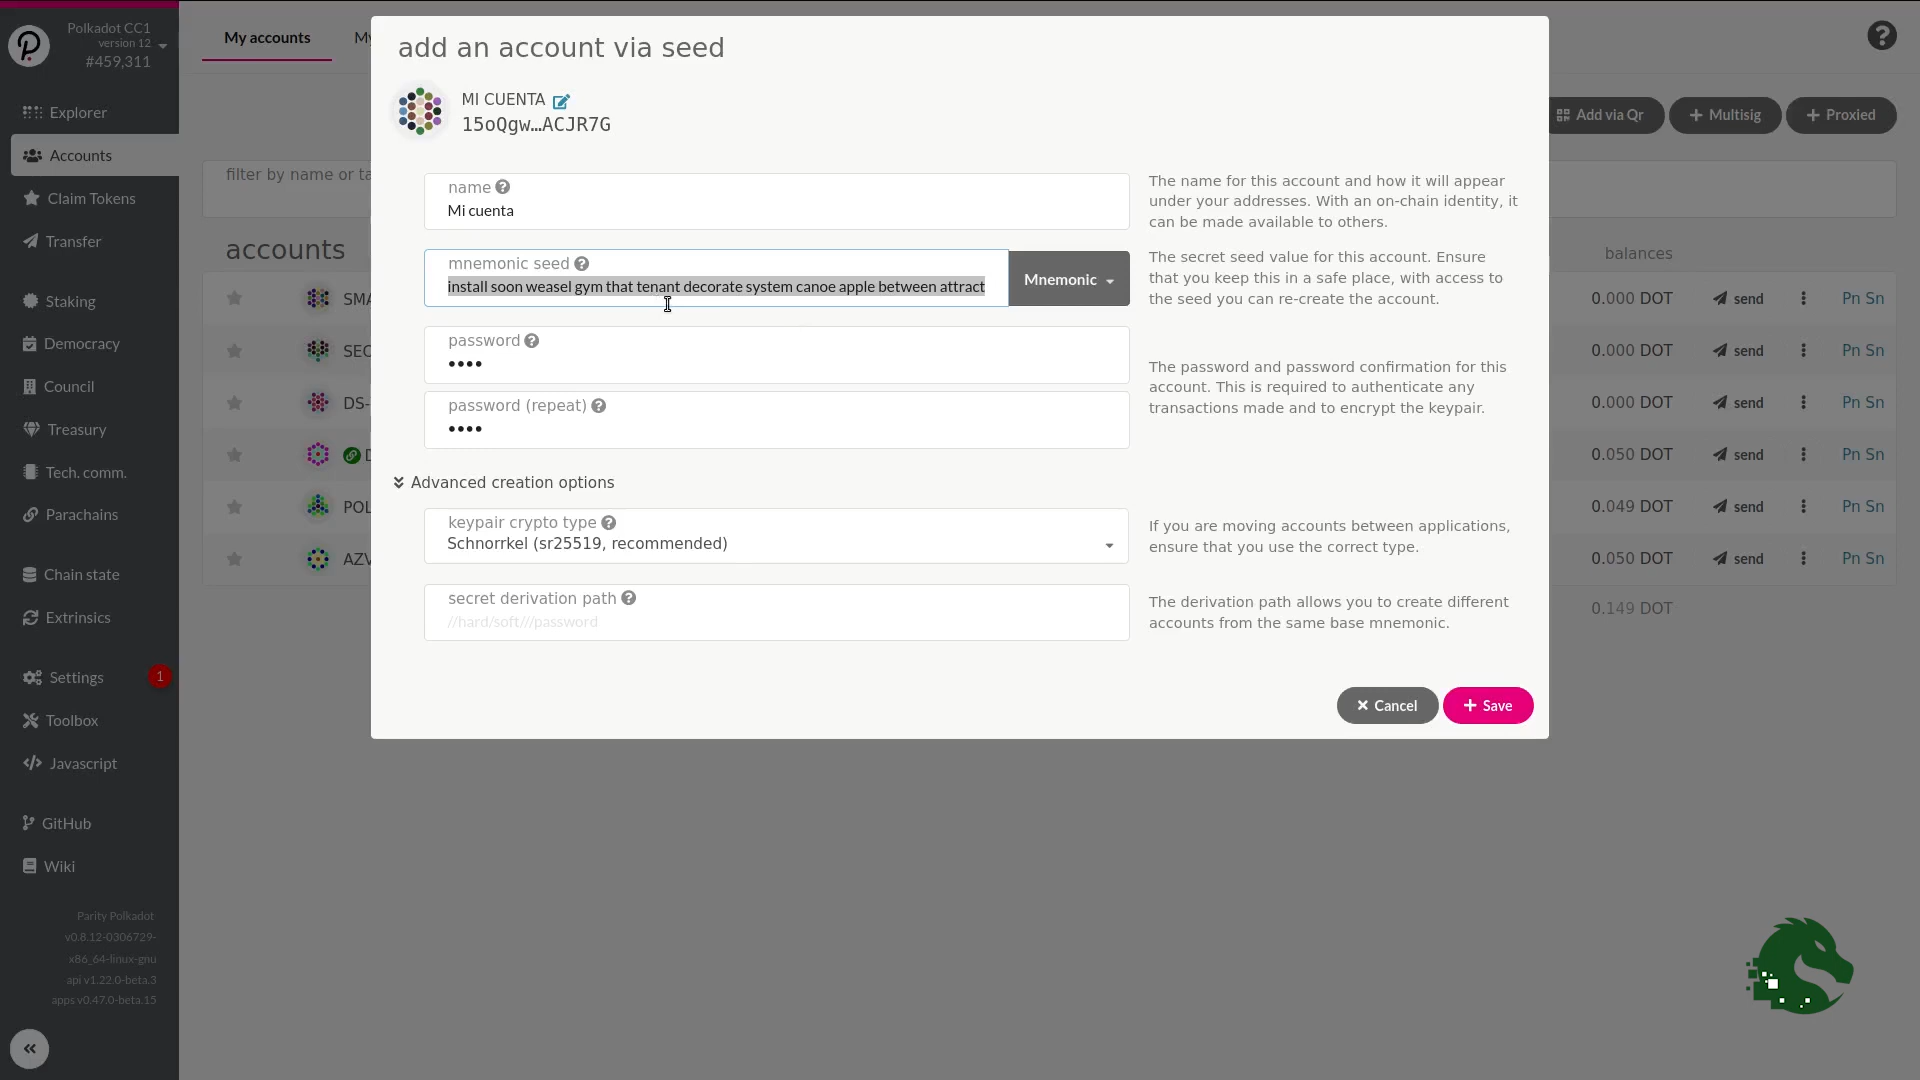 Polkadot CC1
version 12
#459,311
Explorer
Accounts
Claim Tokens
Transfer
Staking
Democracy
Council
Treasury
Tech. comm.
Parachains
Chain state
Extrinsics
Settings
1
Toolbox
Javascript
GitHub
Wiki
Parity Polkadot
v0.8.12-0306729-
x86_64-linux-gnu
api v1.22.0-beta.3
apps v0.47.0-beta.15
My accounts
My
Add via Qr
Multisig
Proxied
filter by name or ta
accounts
balances
SMA
0.000 DOT send Pn Sn
SEC
0.000 DOT send Pn Sn
DS-
0.000 DOT send Pn Sn
D
0.050 DOT send Pn Sn
POL
0.049 DOT send Pn Sn
AZV
0.050 DOT send Pn Sn
0.149 DOT
add an account via seed
MI CUENTA
15oQgw…ACJR7G
name
Mi cuenta
The name for this account and how it will appear
under your addresses. With an on-chain identity, it
can be made available to others.
mnemonic seed
install soon weasel gym that tenant decorate system canoe apple between attract
Mnemonic
The secret seed value for this account. Ensure
that you keep this in a safe place, with access to
the seed you can re-create the account.
password
••••
password (repeat)
••••
The password and password confirmation for this
account. This is required to authenticate any
transactions made and to encrypt the keypair.
Advanced creation options
keypair crypto type
Schnorrkel (sr25519, recommended)
If you are moving accounts between applications,
ensure that you use the correct type.
secret derivation path
//hard/soft///password
The derivation path allows you to create different
accounts from the same base mnemonic.
Cancel
Save